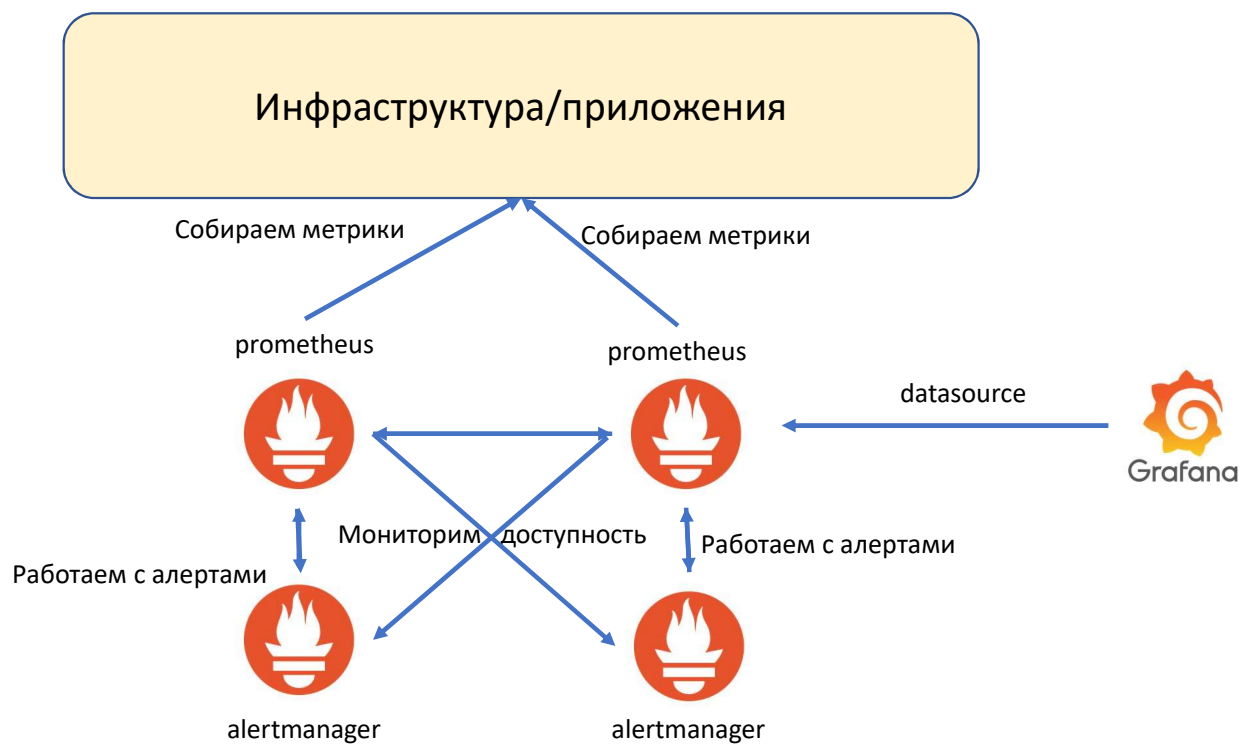 Инфраструктура/приложения
Собираем метрики
Собираем метрики
prometheus
prometheus
datasource
Grafana
Мониторим доступность
Работаем с алертами
Работаем с алертами
alertmanager
alertmanager